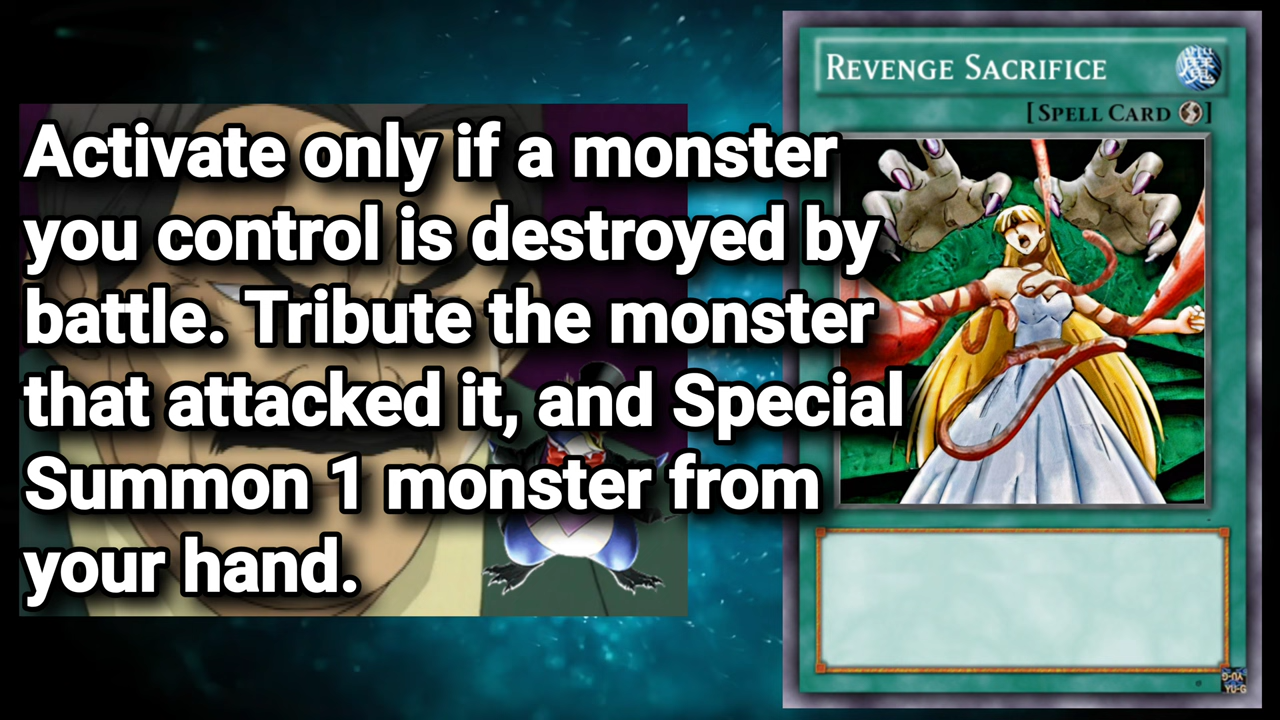 Activate only if a monster
you control is destroyed by
battle. Tribute the monster
that attacked it, and Special
Summon 1 monster from
your hand.
REVENGE SACRIFICE
魔
[SPELL CARD]